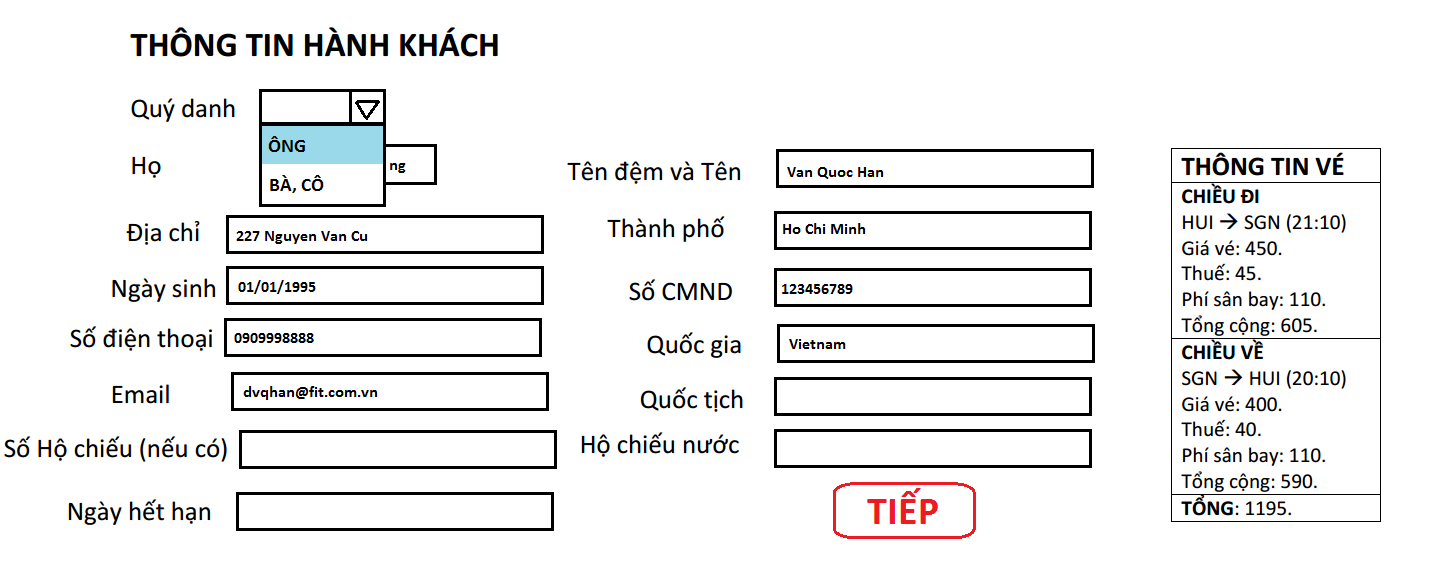 THÔNG TIN HÀNH KHÁCH
Quý danh
ÔNG
BÀ, CÔ
Họ
ng
Tên đệm và Tên
Van Quoc Han
Địa chỉ
227 Nguyen Van Cu
Thành phố
Ho Chi Minh
Ngày sinh
01/01/1995
Số CMND
123456789
Số điện thoại
0909998888
Quốc gia
Vietnam
Email
dvqhan@fit.com.vn
Quốc tịch
Số Hộ chiếu (nếu có)
Hộ chiếu nước
Ngày hết hạn
TIẾP
THÔNG TIN VÉ
CHIỀU ĐI
HUI → SGN (21:10)
Giá vé: 450.
Thuế: 45.
Phí sân bay: 110.
Tổng cộng: 605.
CHIỀU VỀ
SGN → HUI (20:10)
Giá vé: 400.
Thuế: 40.
Phí sân bay: 110.
Tổng cộng: 590.
TỔNG: 1195.